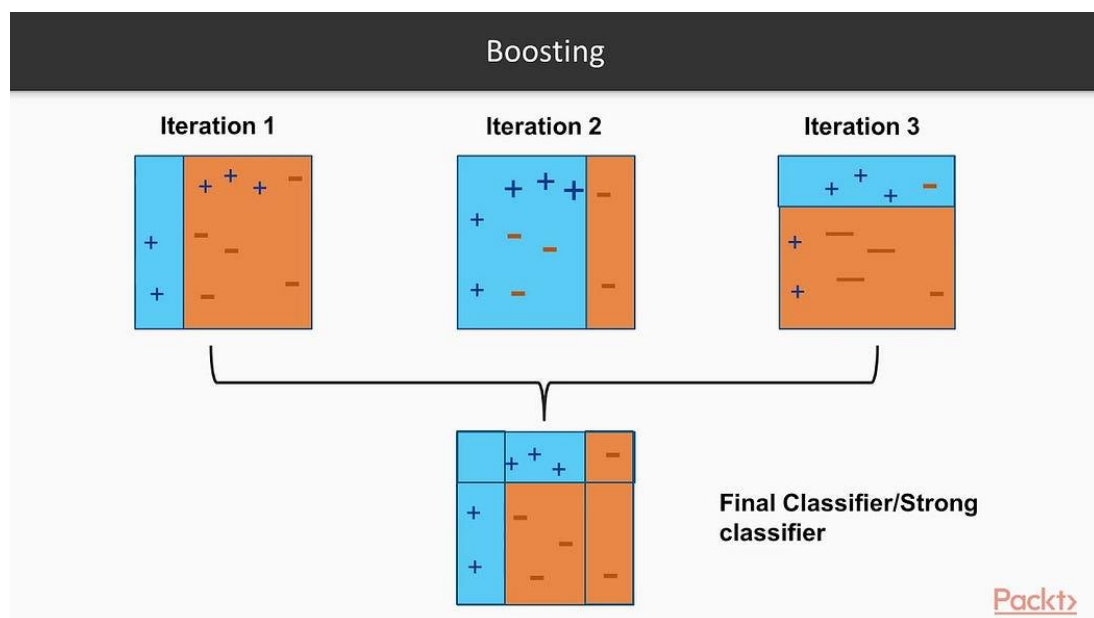 Boosting
Iteration 1
Iteration 2
Iteration 3
Final Classifier/Strong
classifier
Packt>